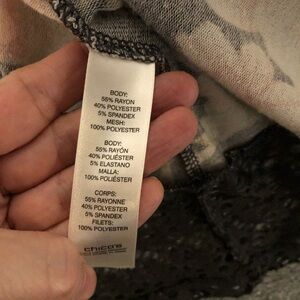 BODY:
55% RAYON
40% POLYESTER
5% SPANDEX
MESH:
100% POLYESTER
BODY:
55% RAYÓN
40% POLIÉSTER
5% ELASTANO
MALLA:
100% POLIÉSTER
CORPS:
55% RAYONNE
40% POLYESTER
5% SPANDEX
FILETS:
100% POLYESTER
chico's